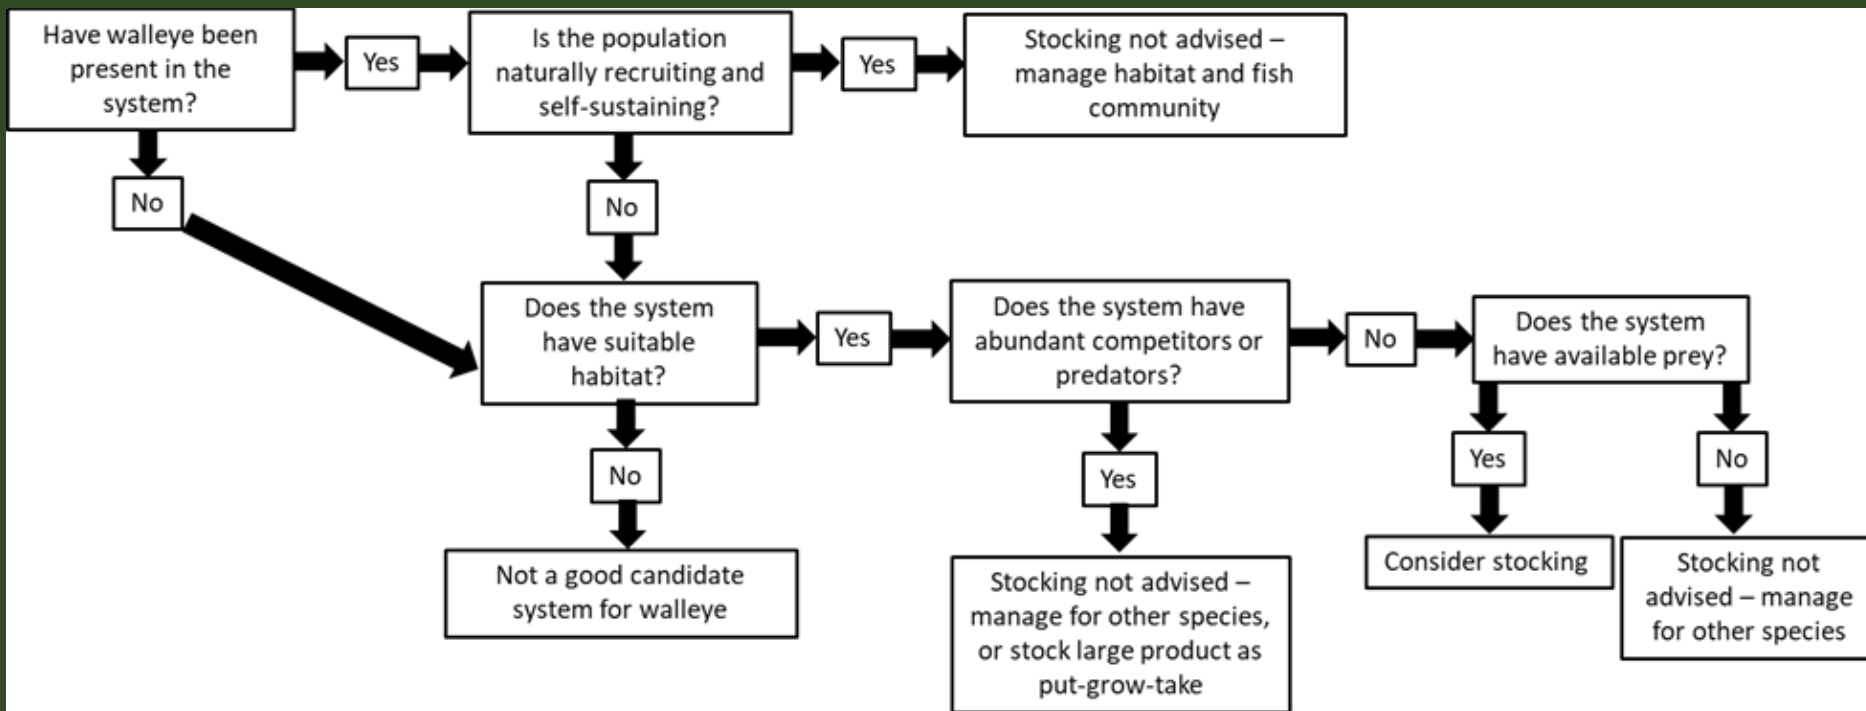 Have walleye been
present in the
system?
Yes
Is the population
naturally recruiting and
self-sustaining?
Yes
Stocking not advised –
manage habitat and fish
community
No
No
Does the system
have suitable
habitat?
Yes
Does the system have
abundant competitors or
predators?
No
Does the system
have available prey?
No
Yes
Yes
No
Not a good candidate
system for walleye
Stocking not advised –
manage for other species,
or stock large product as
put-grow-take
Consider stocking
Stocking not
advised – manage
for other species